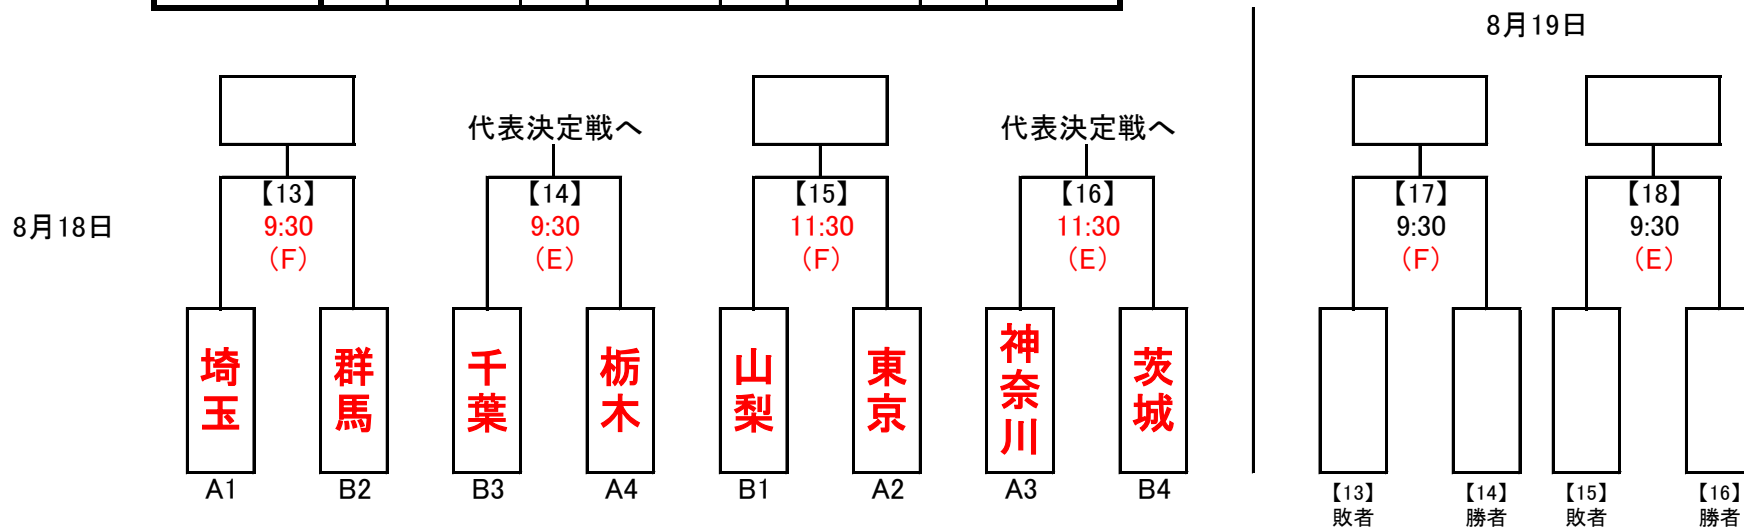 8月19日
代表決定戦へ
代表決定戦へ
【13】
【14】
【15】
【16】
【17】
【18】
8月18日
9:30
9:30
11:30
11:30
9:30
9:30
(F)
(E)
(F)
(E)
(F)
(E)
埼玉
群馬
千葉
栃木
山梨
東京
神奈川
茨城
A1
B2
B3
A4
B1
A2
A3
B4
【13】
敗者
【14】
勝者
【15】
敗者
【16】
勝者